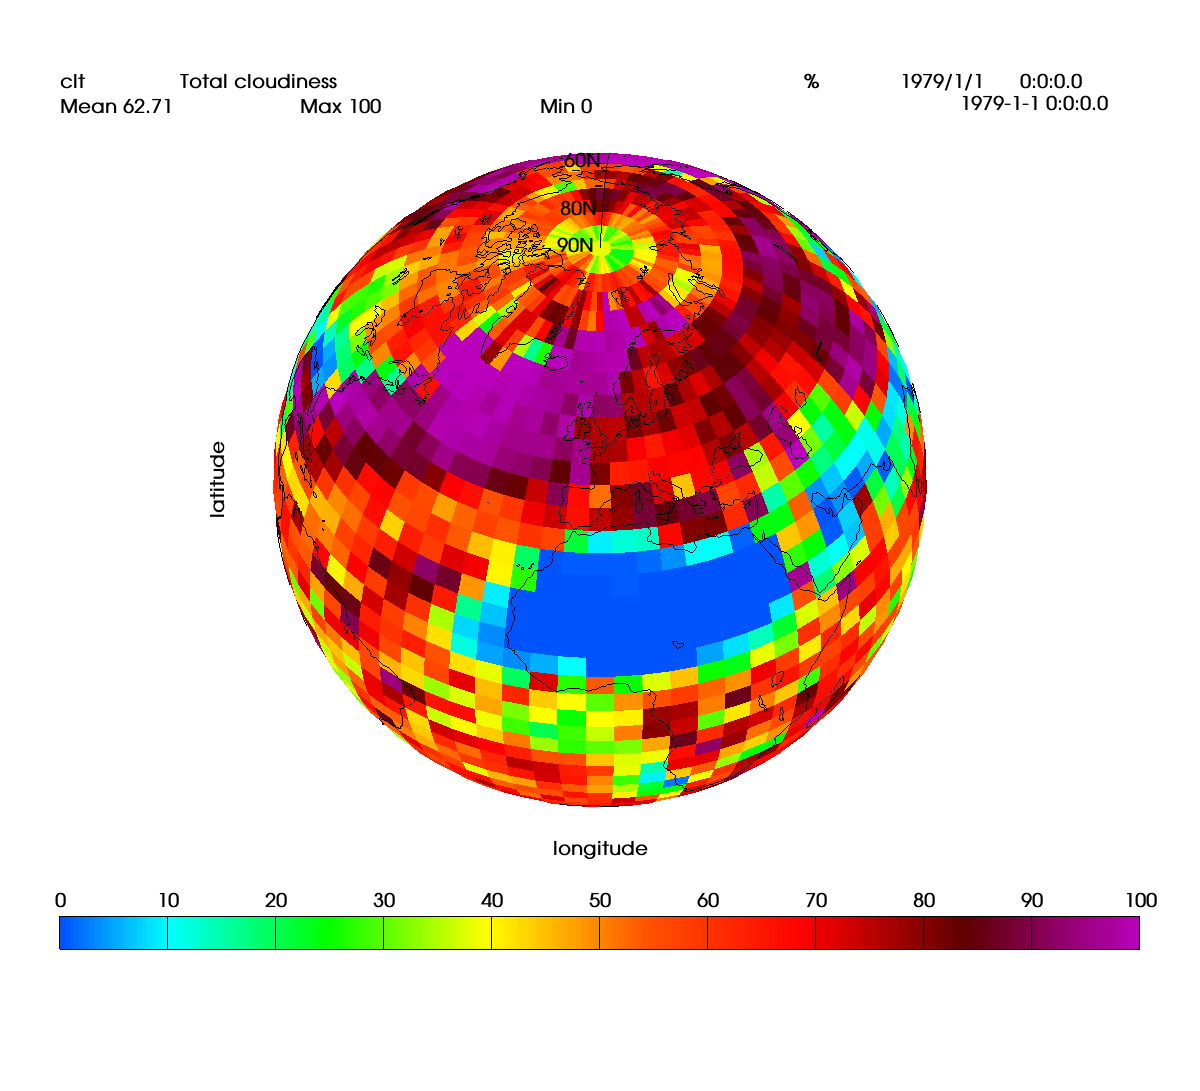 clt Total cloudiness % 1979/1/1 0:0:0.0
Mean 62.71 Max 100 Min 0 1979-1-1 0:0:0.0
60N
80N
90N
latitude
longitude
0 10 20 30 40 50 60 70 80 90 100